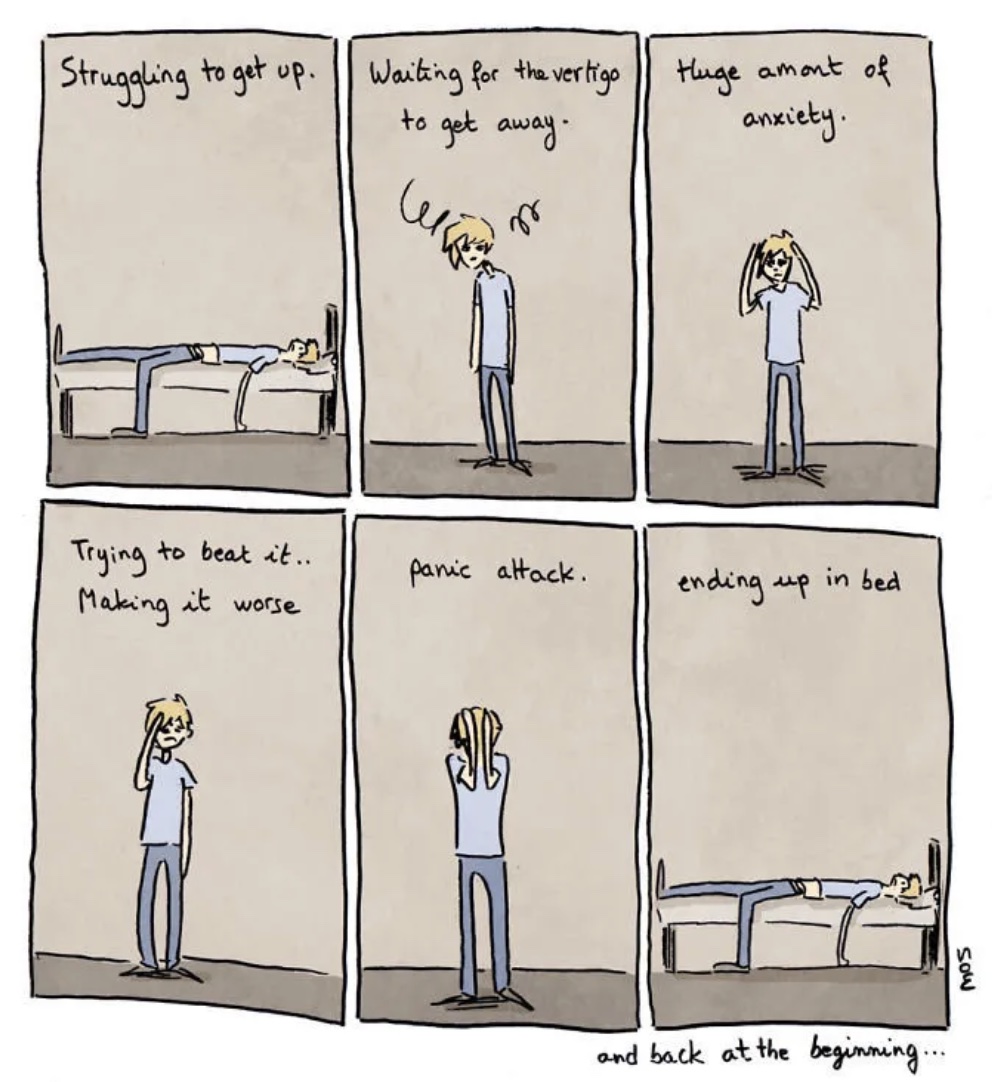 Struggling to get up.
Waiting for the vertigo
to get away.
Huge amont of
anxiety.
Trying to beat it..
Making it worse
panic attack.
ending up in bed
SOW
and back at the beginning...